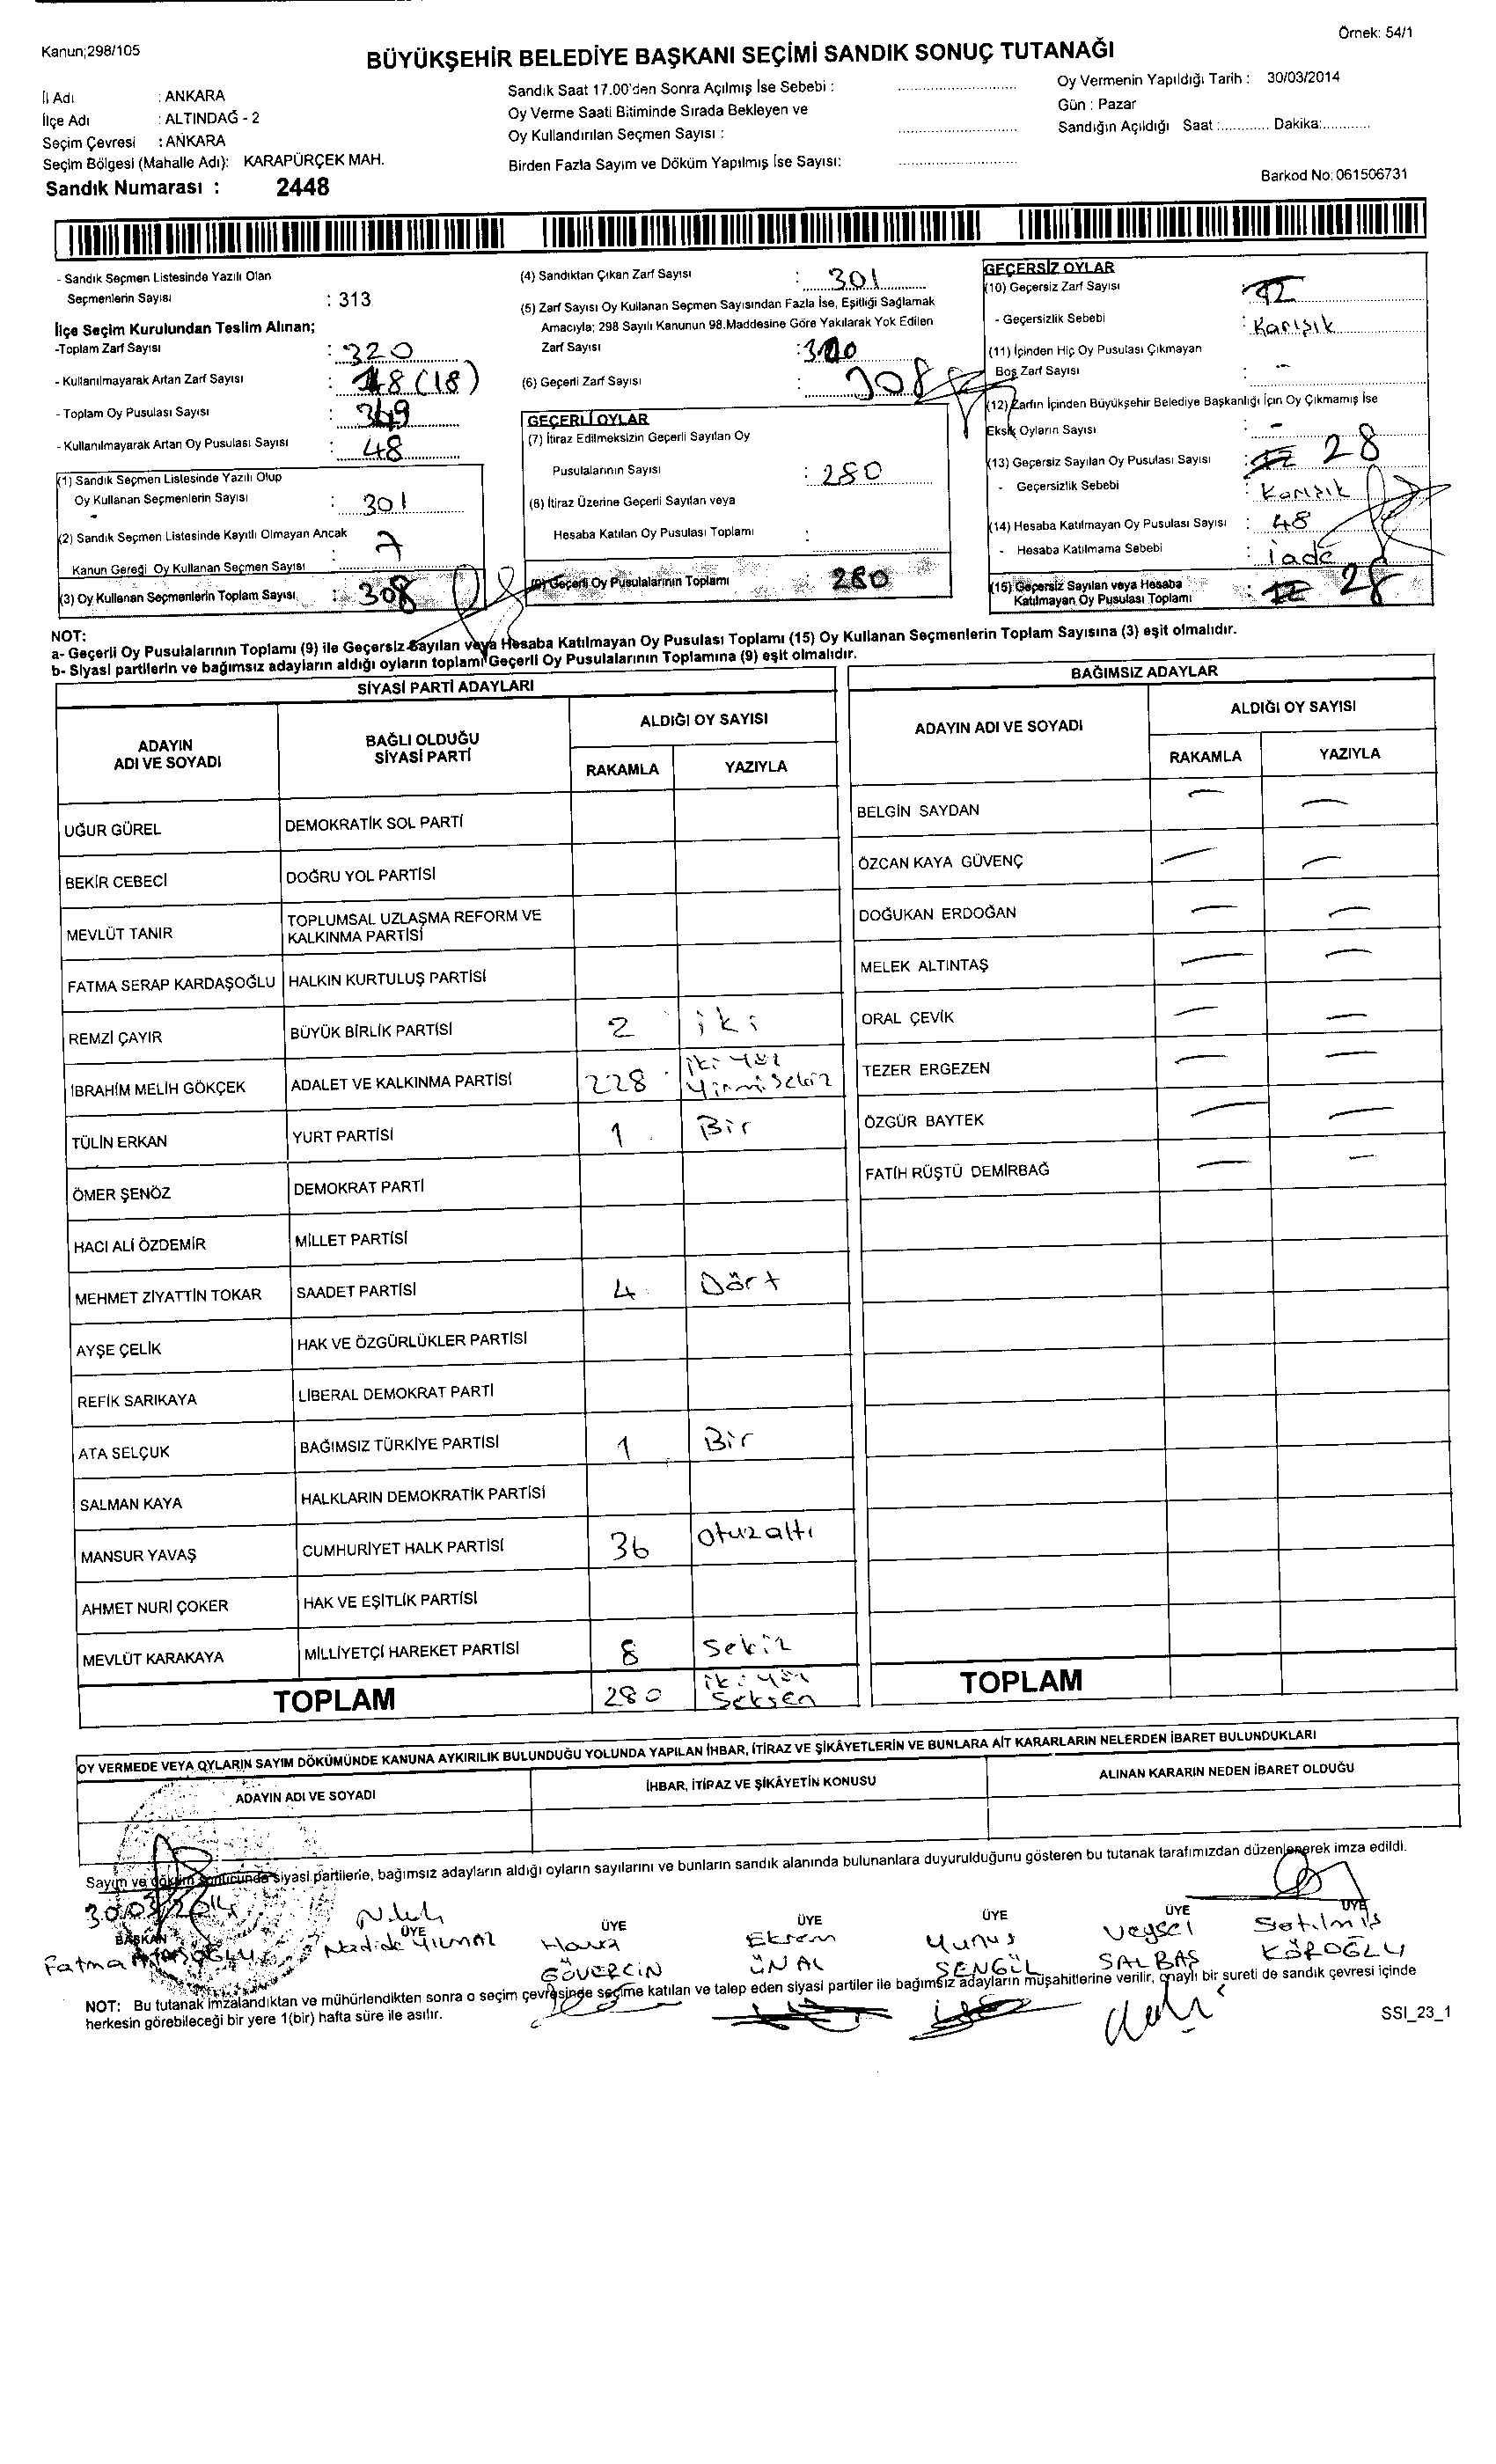 Örnek: 54/1
Kanun;298/105
BÜYÜKŞEHİR BELEDİYE BAŞKANI SEÇİMİ SANDIK SONUÇ TUTANAĞI
İl Adı : ANKARA
İlçe Adı : ALTINDAĞ - 2
Seçim Çevresi : ANKARA
Seçim Bölgesi (Mahalle Adı): KARAPÜRÇEK MAH.
Sandık Numarası : 2448
Sandık Saat 17.00'den Sonra Açılmış İse Sebebi :
Oy Verme Saati Bitiminde Sırada Bekleyen ve
Oy Kullandırılan Seçmen Sayısı :
Birden Fazla Sayım ve Döküm Yapılmış İse Sayısı:
Oy Vermenin Yapıldığı Tarih : 30/03/2014
Gün : Pazar
Sandığın Açıldığı Saat :............ Dakika:............
Barkod No: 061506731
- Sandık Seçmen Listesinde Yazılı Olan
Seçmenlerin Sayısı : 313
İlçe Seçim Kurulundan Teslim Alınan;
-Toplam Zarf Sayısı : 320
- Kullanılmayarak Artan Zarf Sayısı : 18 (18)
- Toplam Oy Pusulası Sayısı : 349
- Kullanılmayarak Artan Oy Pusulası Sayısı : 48
(1) Sandık Seçmen Listesinde Yazılı Olup
Oy Kullanan Seçmenlerin Sayısı : 301
(2) Sandık Seçmen Listesinde Kayıtlı Olmayan Ancak
Kanun Gereği Oy Kullanan Seçmen Sayısı 7
(3) Oy Kullanan Seçmenlerin Toplam Sayısı : 308
(4) Sandıktan Çıkan Zarf Sayısı : 301
(5) Zarf Sayısı Oy Kullanan Seçmen Sayısından Fazla İse, Eşitliği Sağlamak
Amacıyla; 298 Sayılı Kanunun 98.Maddesine Göre Yakılarak Yok Edilen
Zarf Sayısı :
(6) Geçerli Zarf Sayısı : 308
GEÇERLİ OYLAR
(7) İtiraz Edilmeksizin Geçerli Sayılan Oy
Pusulalarının Sayısı : 280
(8) İtiraz Üzerine Geçerli Sayılan veya
Hesaba Katılan Oy Pusulası Toplamı :
(9) Geçerli Oy Pusulalarının Toplamı : 280
GEÇERSİZ OYLAR
(10) Geçersiz Zarf Sayısı
- Geçersizlik Sebebi : Karışık
(11) İçinden Hiç Oy Pusulası Çıkmayan
Boş Zarf Sayısı : -
(12) Zarfın İçinden Büyükşehir Belediye Başkanlığı İçin Oy Çıkmamış İse
Eksik Oyların Sayısı : -
(13) Geçersiz Sayılan Oy Pusulası Sayısı : 28
- Geçersizlik Sebebi : Karışık
(14) Hesaba Katılmayan Oy Pusulası Sayısı : 48
- Hesaba Katılmama Sebebi : iade
(15) Geçersiz Sayılan veya Hesaba
Katılmayan Oy Pusulası Toplamı : 28
NOT:
a- Geçerli Oy Pusulalarının Toplamı (9) ile Geçersiz Sayılan veya Hesaba Katılmayan Oy Pusulası Toplamı (15) Oy Kullanan Seçmenlerin Toplam Sayısına (3) eşit olmalıdır.
b- Siyasi partilerin ve bağımsız adayların aldığı oyların toplamı Geçerli Oy Pusulalarının Toplamına (9) eşit olmalıdır.
SİYASİ PARTİ ADAYLARI
ADAYIN ADI VE SOYADI BAĞLI OLDUĞU SİYASİ PARTİ ALDIĞI OY SAYISI
RAKAMLA YAZIYLA
UĞUR GÜREL DEMOKRATİK SOL PARTİ
BEKİR CEBECİ DOĞRU YOL PARTİSİ
MEVLÜT TANIR TOPLUMSAL UZLAŞMA REFORM VE KALKINMA PARTİSİ
FATMA SERAP KARDAŞOĞLU HALKIN KURTULUŞ PARTİSİ
REMZİ ÇAYIR BÜYÜK BİRLİK PARTİSİ 2 iki
İBRAHİM MELİH GÖKÇEK ADALET VE KALKINMA PARTİSİ 228 iki yüz yirmi sekiz
TÜLİN ERKAN YURT PARTİSİ 1 Bir
ÖMER ŞENÖZ DEMOKRAT PARTİ
HACI ALİ ÖZDEMİR MİLLET PARTİSİ
MEHMET ZİYATTİN TOKAR SAADET PARTİSİ 4 Dört
AYŞE ÇELİK HAK VE ÖZGÜRLÜKLER PARTİSİ
REFİK SARIKAYA LİBERAL DEMOKRAT PARTİ
ATA SELÇUK BAĞIMSIZ TÜRKİYE PARTİSİ 1 Bir
SALMAN KAYA HALKLARIN DEMOKRATİK PARTİSİ
MANSUR YAVAŞ CUMHURİYET HALK PARTİSİ 36 otuzaltı
AHMET NURİ ÇOKER HAK VE EŞİTLİK PARTİSİ
MEVLÜT KARAKAYA MİLLİYETÇİ HAREKET PARTİSİ 8 Sekiz
TOPLAM 280 iki yüz Seksen
BAĞIMSIZ ADAYLAR
ADAYIN ADI VE SOYADI ALDIĞI OY SAYISI
RAKAMLA YAZIYLA
BELGİN SAYDAN — —
ÖZCAN KAYA GÜVENÇ — —
DOĞUKAN ERDOĞAN — —
MELEK ALTINTAŞ — —
ORAL ÇEVİK — —
TEZER ERGEZEN — —
ÖZGÜR BAYTEK — —
FATİH RÜŞTÜ DEMİRBAĞ — —
TOPLAM
OY VERMEDE VEYA OYLARIN SAYIM DÖKÜMÜNDE KANUNA AYKIRILIK BULUNDUĞU YOLUNDA YAPILAN İHBAR, İTİRAZ VE ŞİKÂYETLERİN VE BUNLARA AİT KARARLARIN NELERDEN İBARET BULUNDUKLARI
ADAYIN ADI VE SOYADI İHBAR, İTİRAZ VE ŞİKÂYETİN KONUSU ALINAN KARARIN NEDEN İBARET OLDUĞU
Sayım ve döküm sonucunda siyasi partilerle, bağımsız adayların aldığı oyların sayılarını ve bunların sandık alanında bulunanlara duyurulduğunu gösteren bu tutanak tarafımızdan düzenlenerek imza edildi.
30/03/2014
BAŞKAN ÜYE ÜYE ÜYE ÜYE ÜYE ÜYE
Fatma
Nadide YILMAZ
Havva GÜVERCİN
Ekrem ÜNAL
Yunus ŞENGÜL
Veysel SALBAŞ
Satılmış KÖROĞLU
NOT: Bu tutanak imzalandıktan ve mühürlendikten sonra o seçim çevresinde seçime katılan ve talep eden siyasi partiler ile bağımsız adayların müşahitlerine verilir, onaylı bir sureti de sandık çevresi içinde
herkesin görebileceği bir yere 1(bir) hafta süre ile asılır.
SSI_23_1